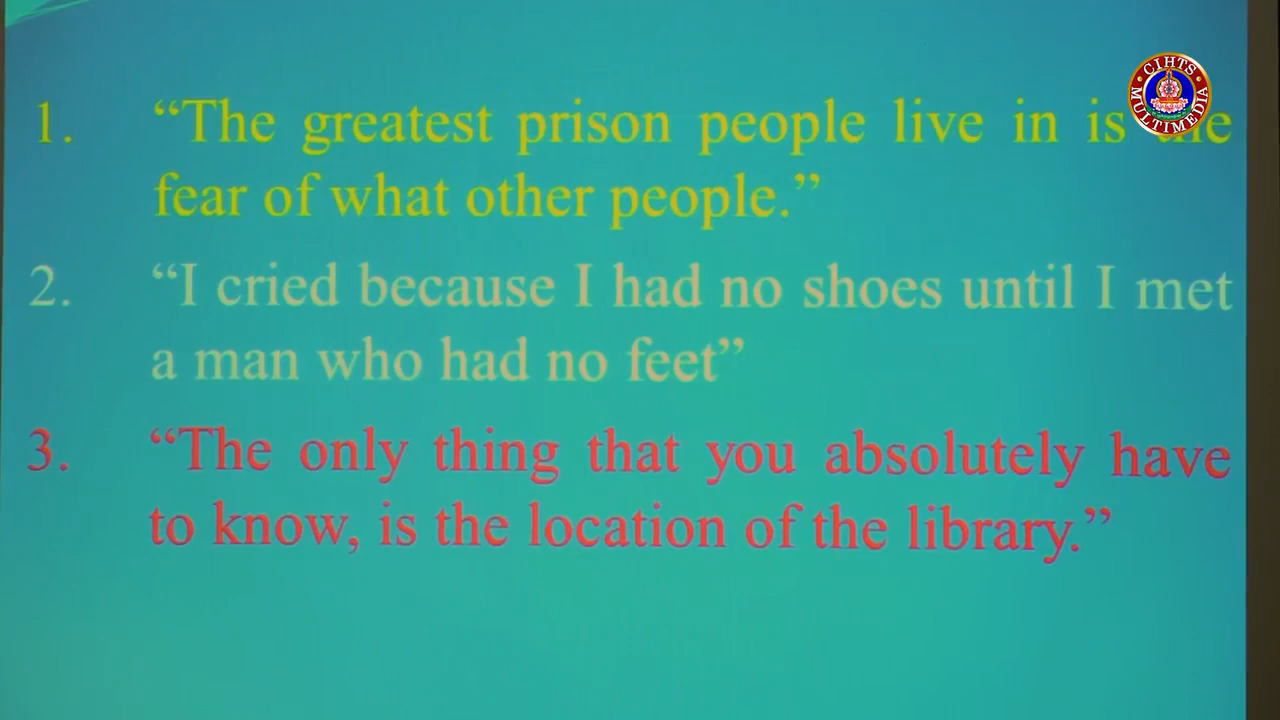 1. “The greatest prison people live in is the
fear of what other people.”
2. “I cried because I had no shoes until I met
a man who had no feet”
3. “The only thing that you absolutely have
to know, is the location of the library.”
CIHTS
MULTIMEDIA